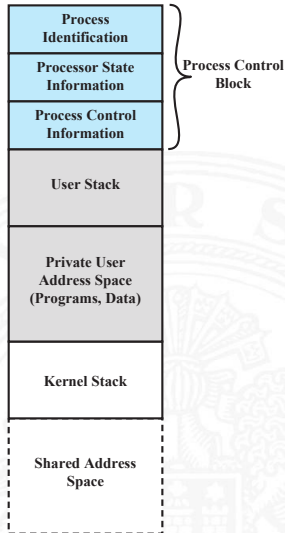 Process
Identification
Processor State
Information
Process Control
Information
Process Control
Block
User Stack
Private User
Address Space
(Programs, Data)
Kernel Stack
Shared Address
Space